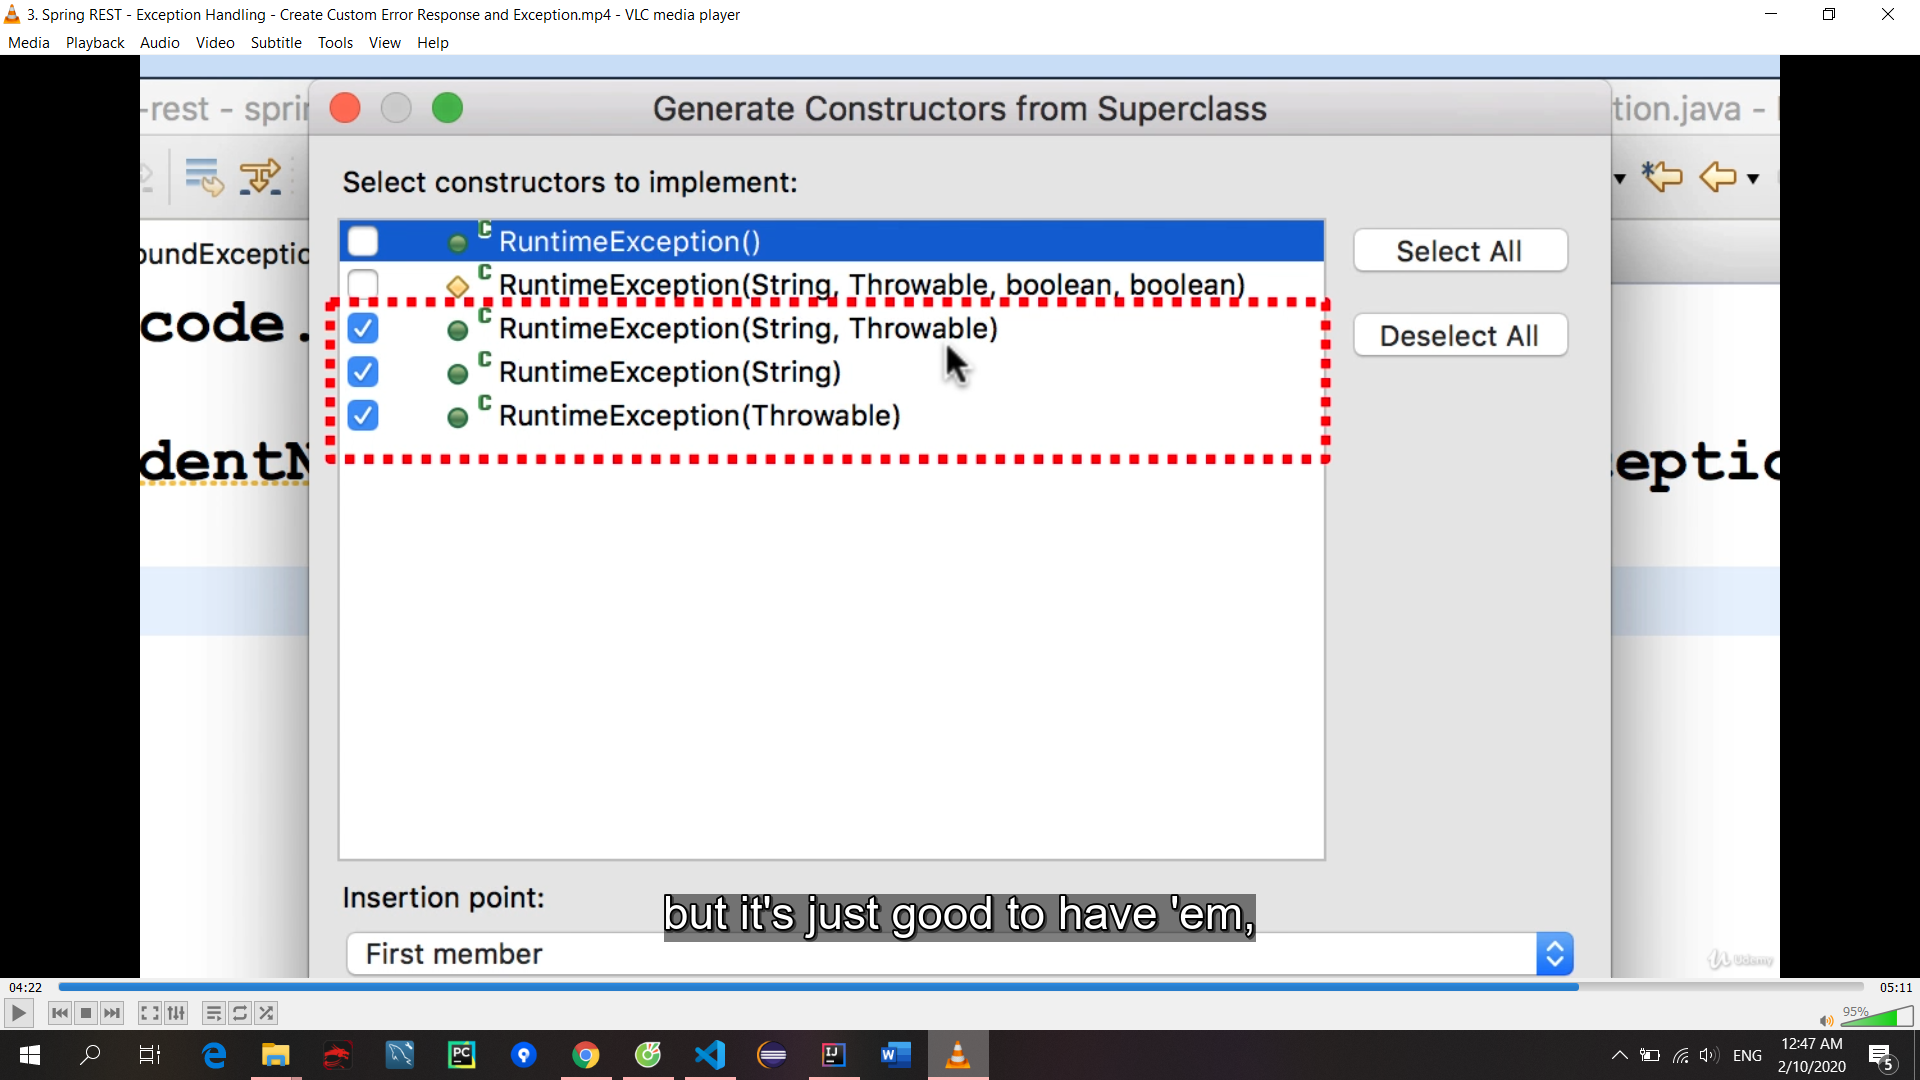 3. Spring REST - Exception Handling - Create Custom Error Response and Exception.mp4 - VLC media player
Media Playback Audio Video Subtitle Tools View Help
-rest - sprin
Generate Constructors from Superclass
tion.java -
Select constructors to implement:
oundExceptio
RuntimeException()
Select All
RuntimeException(String, Throwable, boolean, boolean)
code.
RuntimeException(String, Throwable)
Deselect All
RuntimeException(String)
RuntimeException(Throwable)
dentN
eptio
Insertion point:
but it's just good to have 'em,
First member
Udemy
04:22
05:11
95%
ENG
12:47 AM
2/10/2020
5